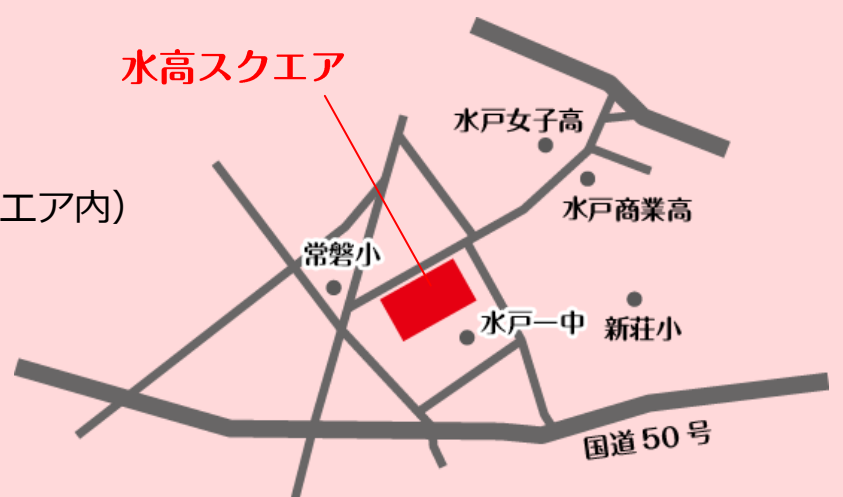 水高スクエア
水戸女子高
エア内）
水戸商業高
常磐小
水戸一中
新荘小
国道50号